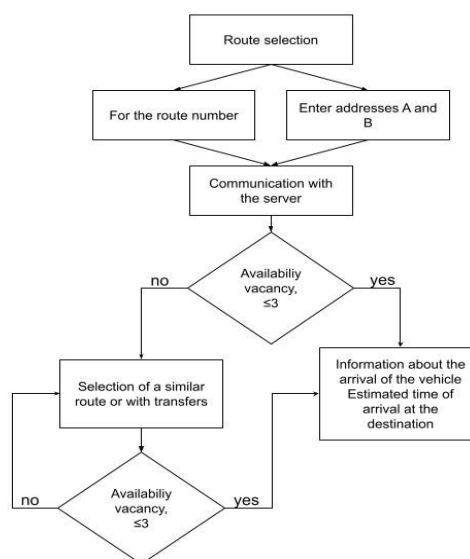 Route selection
For the route number
Enter addresses A and
B
Communication with
the server
Availabiliy
vacancy,
≤3
no
yes
Selection of a similar
route or with transfers
Information about the
arrival of the vehicle
Estimated time of
arrival at the
destination
Availabiliy
vacancy,
≤3
no
yes